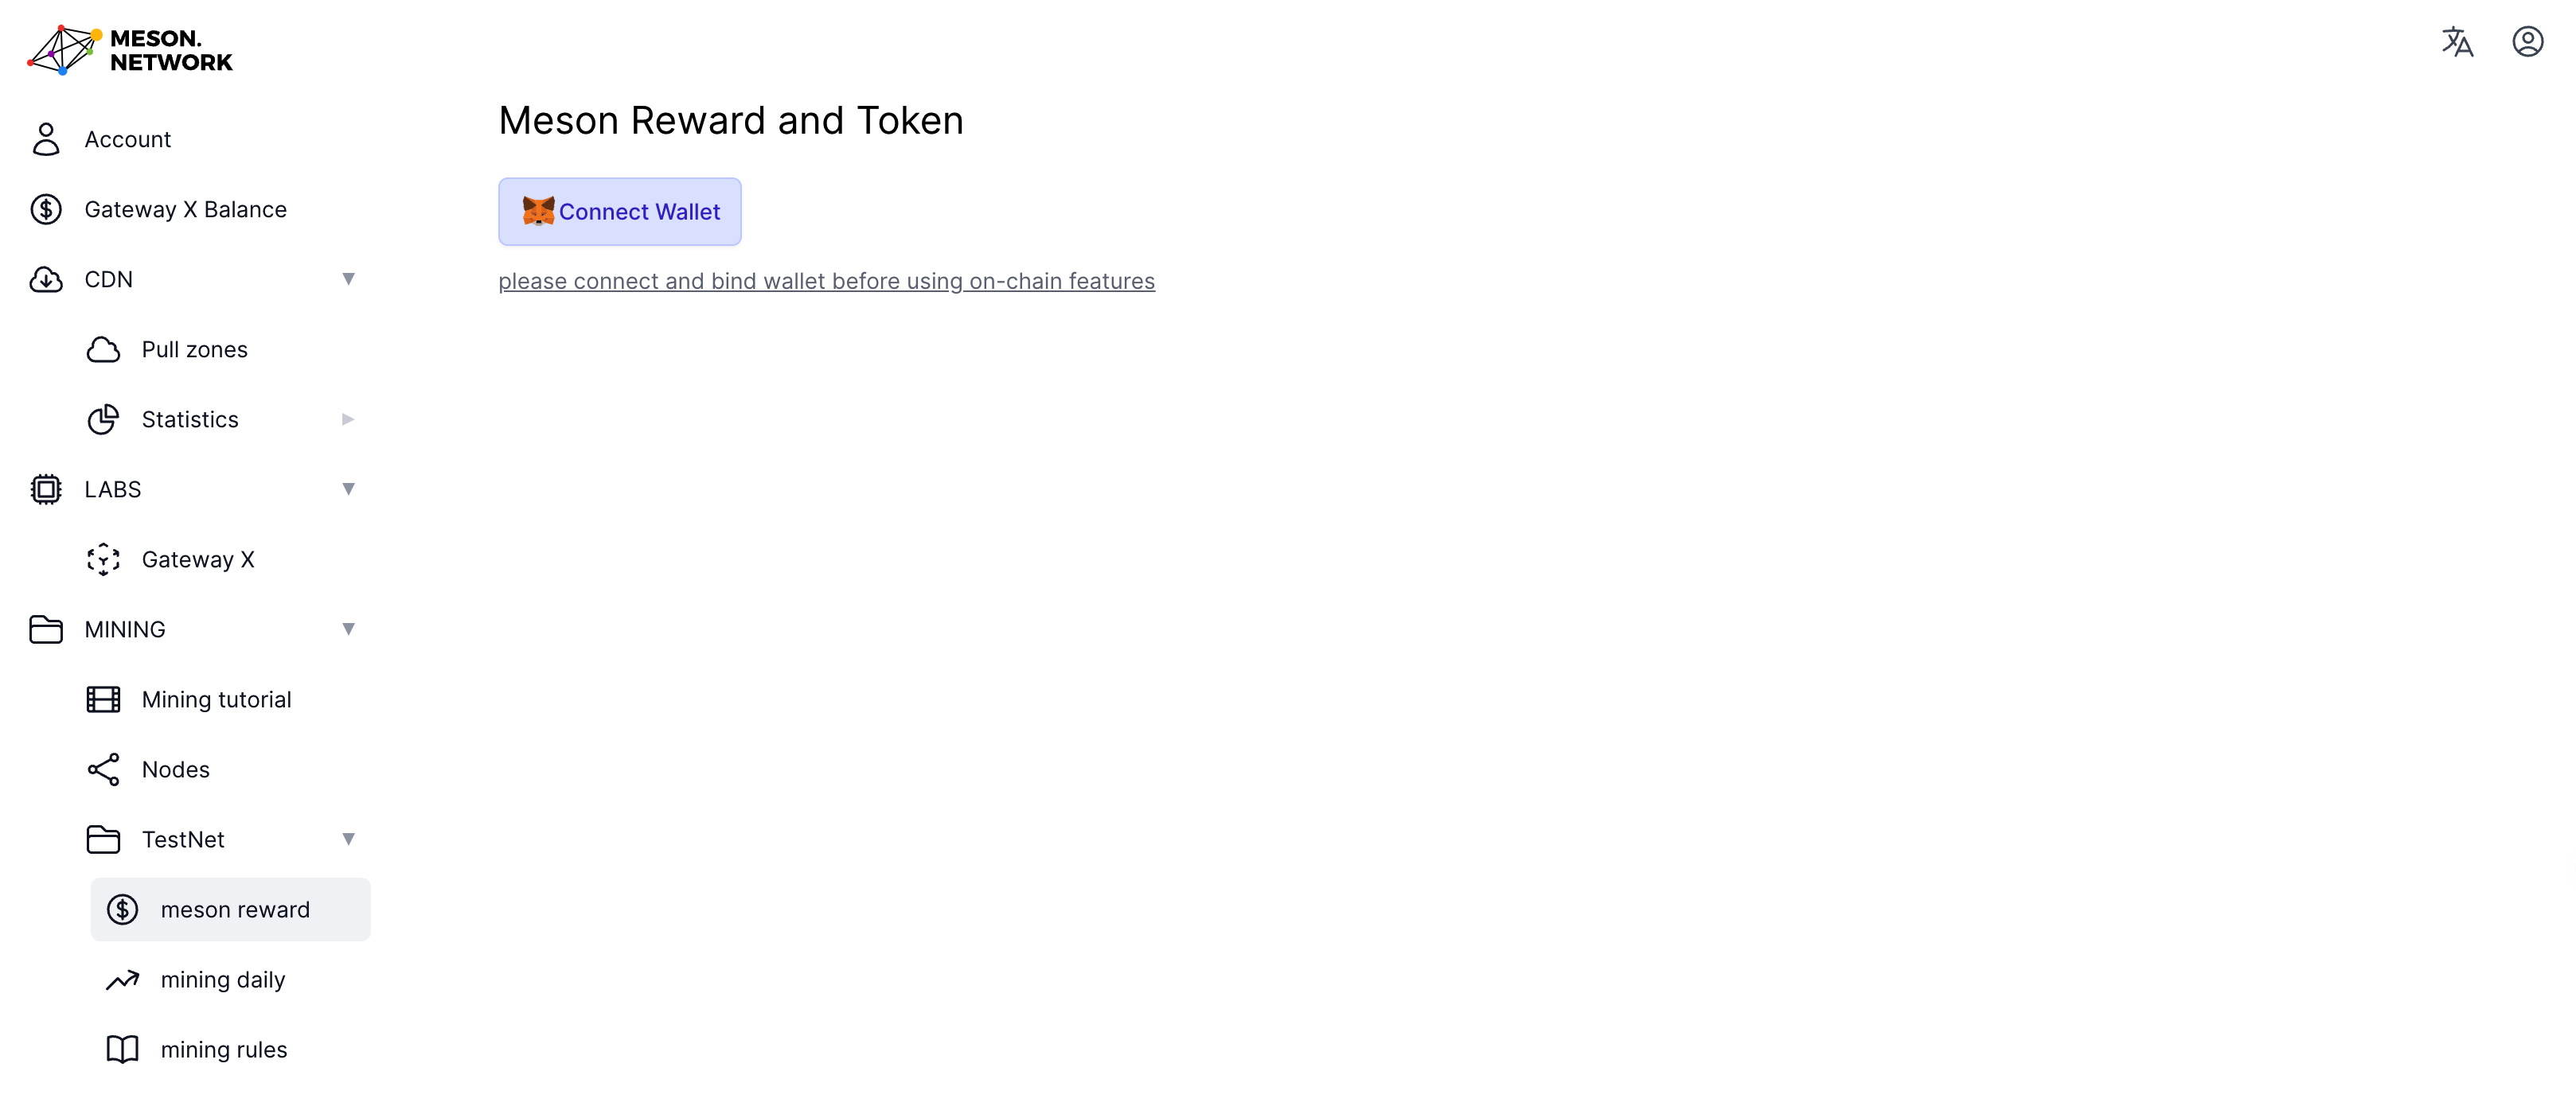 MESON.
NETWORK
Account
Gateway X Balance
CDN
Pull zones
Statistics
LABS
Gateway X
MINING
Mining tutorial
Nodes
TestNet
meson reward
mining daily
mining rules
Meson Reward and Token
Connect Wallet
please connect and bind wallet before using on-chain features